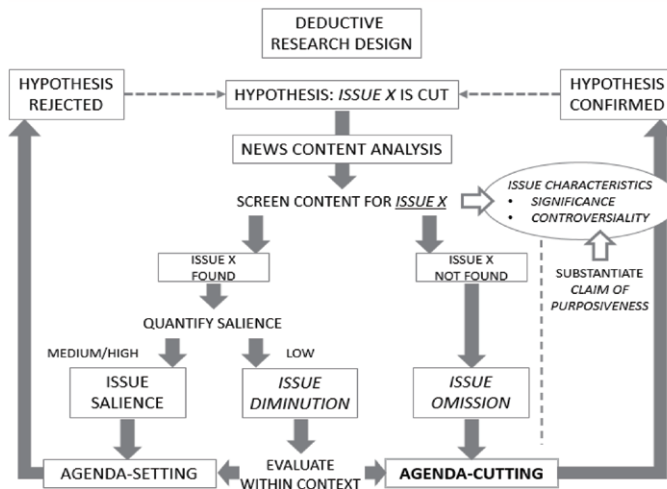 DEDUCTIVE
RESEARCH DESIGN
HYPOTHESIS
REJECTED
HYPOTHESIS: ISSUE X IS CUT
HYPOTHESIS
CONFIRMED
NEWS CONTENT ANALYSIS
SCREEN CONTENT FOR ISSUE X
ISSUE CHARACTERISTICS
• SIGNIFICANCE
• CONTROVERSIALITY
ISSUE X
FOUND
ISSUE X
NOT FOUND
SUBSTANTIATE
CLAIM OF
PURPOSIVENESS
QUANTIFY SALIENCE
MEDIUM/HIGH
LOW
ISSUE
SALIENCE
ISSUE
DIMINUTION
ISSUE
OMISSION
AGENDA-SETTING
EVALUATE
WITHIN CONTEXT
AGENDA-CUTTING